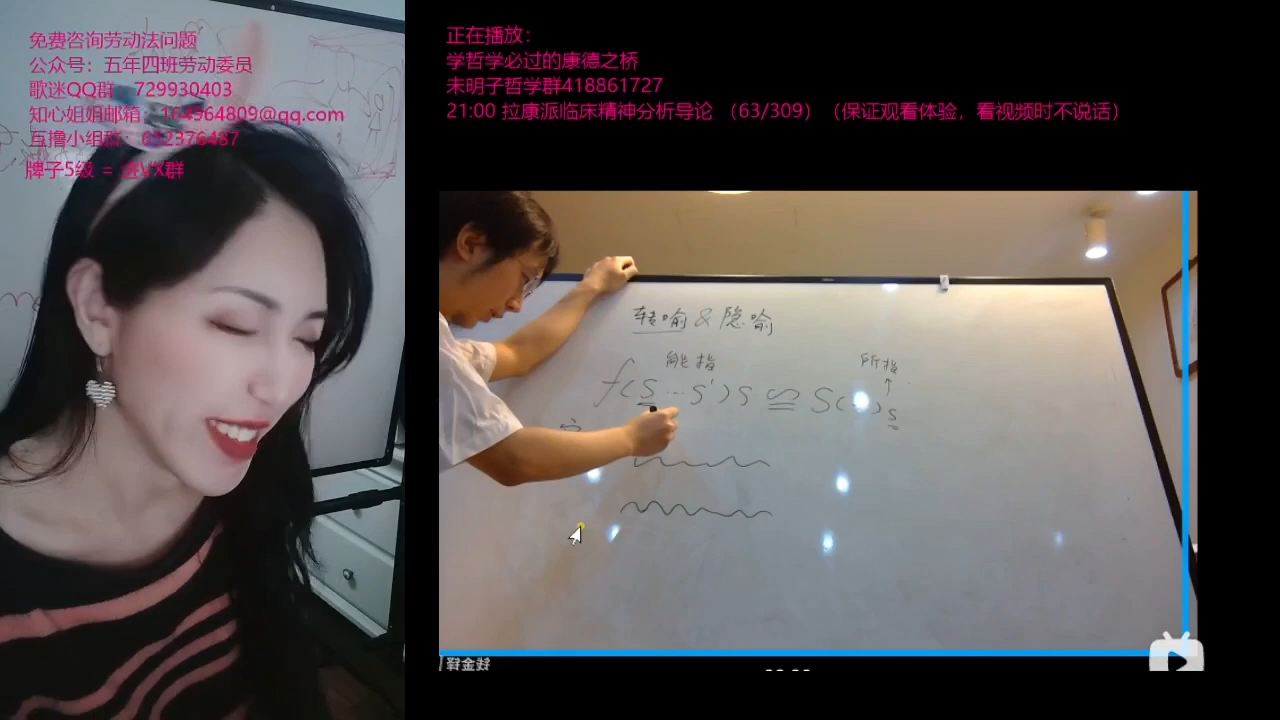 免费咨询劳动法问题
公众号：五年四班劳动委员
歌迷QQ群：729930403
知心姐姐邮箱：164964809@qq.com
互撸小组群：652376487
牌子5级 = 进VX群
正在播放：
学哲学必过的康德之桥
未明子哲学群418861727
21:00 拉康派临床精神分析导论 （63/309）（保证观看体验，看视频时不说话）
转喻 & 隐喻
能指 所指
f(S...S')S ≅ S(-)s